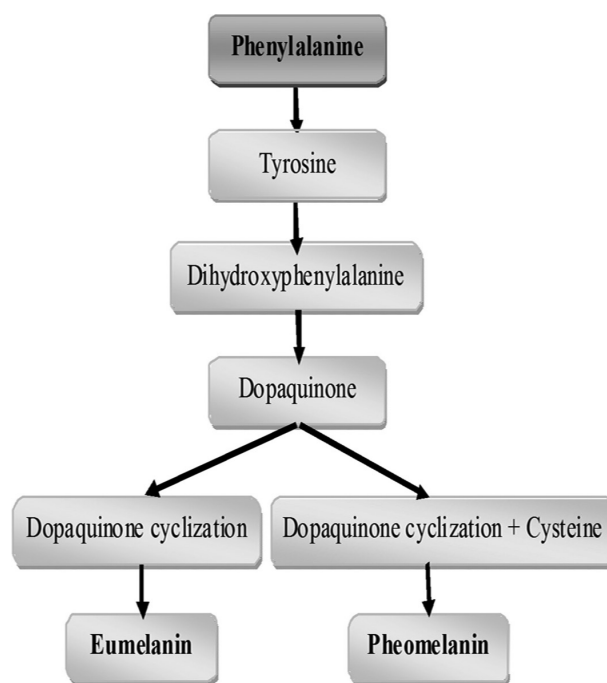 Phenylalanine
Tyrosine
Dihydroxyphenylalanine
Dopaquinone
Dopaquinone cyclization
Dopaquinone cyclization + Cysteine
Eumelanin
Pheomelanin